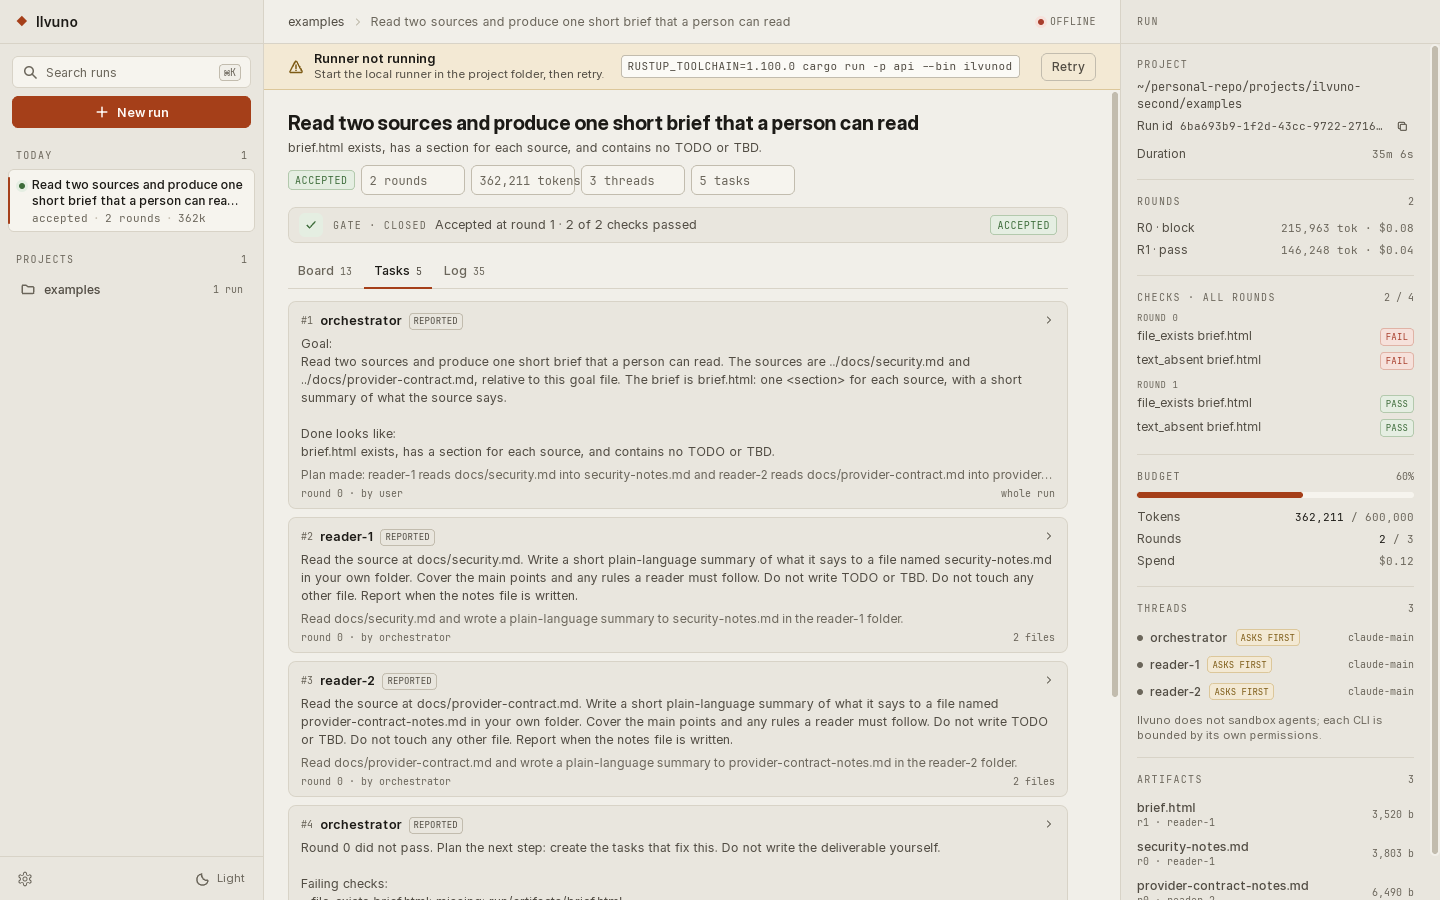 Ilvuno
Search runs
⌘K
New run
TODAY 1
Read two sources and produce one
short brief that a person can rea…
accepted · 2 rounds · 362k
PROJECTS 1
examples 1 run
Light
examples › Read two sources and produce one short brief that a person can read
OFFLINE
Runner not running
Start the local runner in the project folder, then retry.
RUSTUP_TOOLCHAIN=1.100.0 cargo run -p api --bin ilvunod
Retry
Read two sources and produce one short brief that a person can read
brief.html exists, has a section for each source, and contains no TODO or TBD.
ACCEPTED 2 rounds 362,211 tokens 3 threads 5 tasks
GATE · CLOSED Accepted at round 1 · 2 of 2 checks passed ACCEPTED
Board 13 Tasks 5 Log 35
#1 orchestrator REPORTED
Goal:
Read two sources and produce one short brief that a person can read. The sources are ../docs/security.md and
../docs/provider-contract.md, relative to this goal file. The brief is brief.html: one <section> for each source, with a short
summary of what the source says.
Done looks like:
brief.html exists, has a section for each source, and contains no TODO or TBD.
Plan made: reader-1 reads docs/security.md into security-notes.md and reader-2 reads docs/provider-contract.md into provider…
round 0 · by user whole run
#2 reader-1 REPORTED
Read the source at docs/security.md. Write a short plain-language summary of what it says to a file named security-notes.md
in your own folder. Cover the main points and any rules a reader must follow. Do not write TODO or TBD. Do not touch any
other file. Report when the notes file is written.
Read docs/security.md and wrote a plain-language summary to security-notes.md in the reader-1 folder.
round 0 · by orchestrator 2 files
#3 reader-2 REPORTED
Read the source at docs/provider-contract.md. Write a short plain-language summary of what it says to a file named
provider-contract-notes.md in your own folder. Cover the main points and any rules a reader must follow. Do not write TODO
or TBD. Do not touch any other file. Report when the notes file is written.
Read docs/provider-contract.md and wrote a plain-language summary to provider-contract-notes.md in the reader-2 folder.
round 0 · by orchestrator 2 files
#4 orchestrator REPORTED
Round 0 did not pass. Plan the next step: create the tasks that fix this. Do not write the deliverable yourself.
Failing checks:
RUN
PROJECT
~/personal-repo/projects/ilvuno-
second/examples
Run id 6ba693b9-1f2d-43cc-9722-2716…
Duration 35m 6s
ROUNDS 2
R0 · block 215,963 tok · $0.08
R1 · pass 146,248 tok · $0.04
CHECKS · ALL ROUNDS 2 / 4
ROUND 0
file_exists brief.html FAIL
text_absent brief.html FAIL
ROUND 1
file_exists brief.html PASS
text_absent brief.html PASS
BUDGET 60%
Tokens 362,211 / 600,000
Rounds 2 / 3
Spend $0.12
THREADS 3
orchestrator ASKS FIRST claude-main
reader-1 ASKS FIRST claude-main
reader-2 ASKS FIRST claude-main
Ilvuno does not sandbox agents; each CLI is
bounded by its own permissions.
ARTIFACTS 3
brief.html 3,520 b
r1 · reader-1
security-notes.md 3,803 b
r0 · reader-1
provider-contract-notes.md 6,490 b